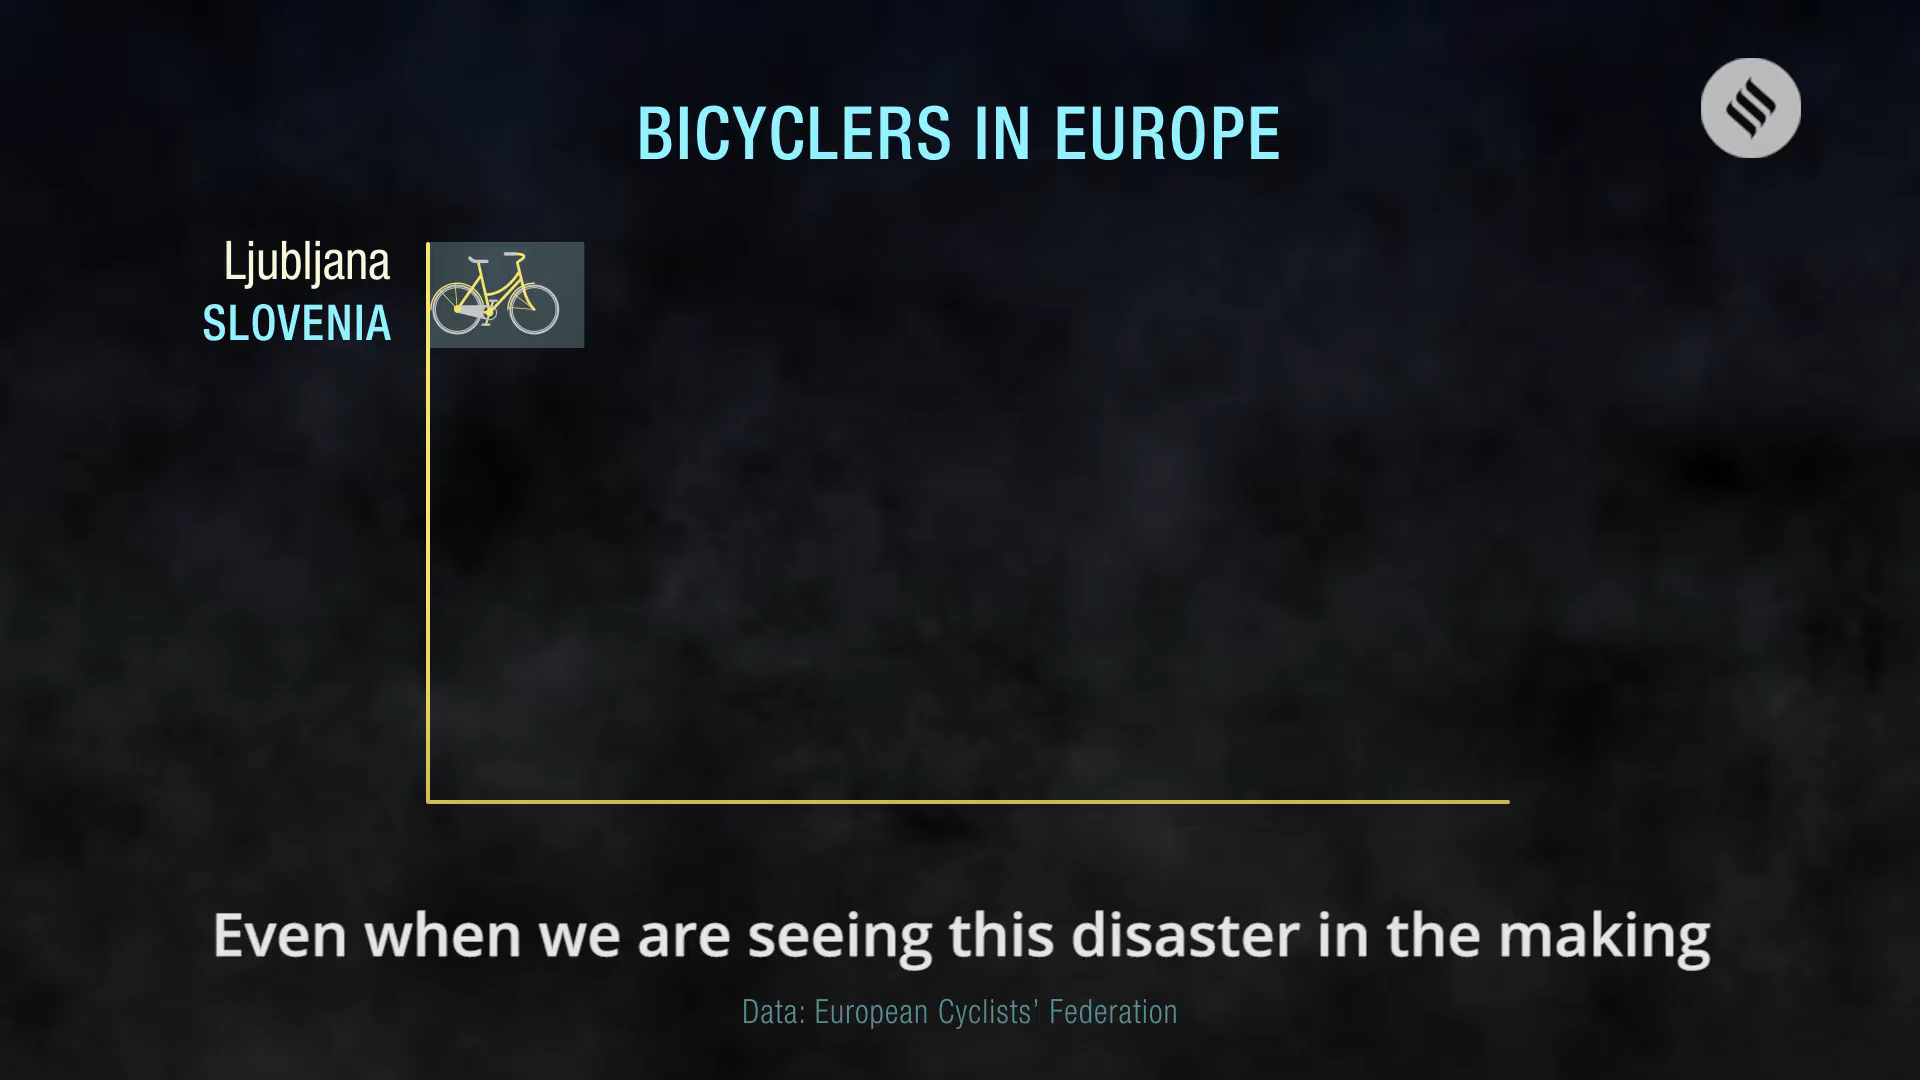 BICYCLERS IN EUROPE
Ljubljana
SLOVENIA
Even when we are seeing this disaster in the making
Data: European Cyclists’ Federation